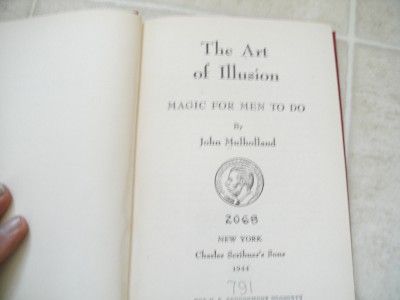 The Art
of Illusion
MAGIC FOR MEN TO DO
By
John Mulholland
2068
NEW YORK
Charles Scribner's Sons
1944
791